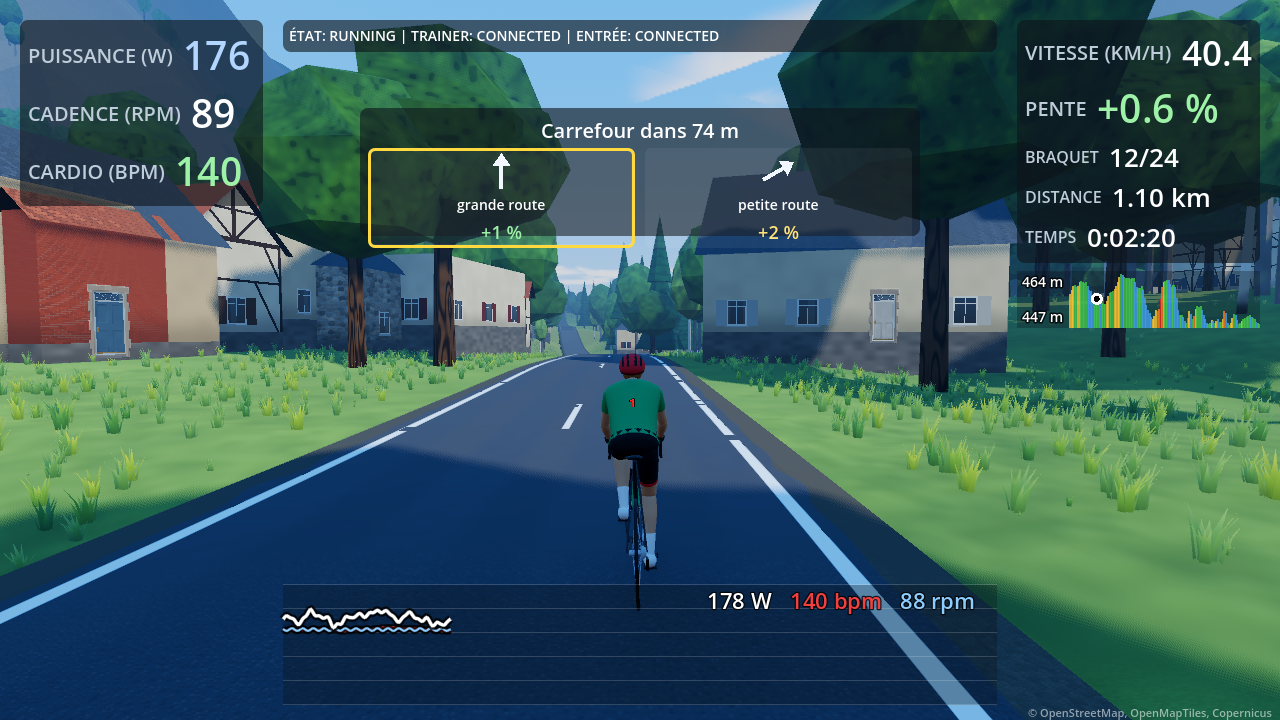 PUISSANCE (W) 176
CADENCE (RPM) 89
CARDIO (BPM) 140
ÉTAT: RUNNING | TRAINER: CONNECTED | ENTRÉE: CONNECTED
Carrefour dans 74 m
grande route
+1 %
petite route
+2 %
VITESSE (KM/H) 40.4
PENTE +0.6 %
BRAQUET 12/24
DISTANCE 1.10 km
TEMPS 0:02:20
464 m
447 m
1
178 W 140 bpm 88 rpm
© OpenStreetMap, OpenMapTiles, Copernicus